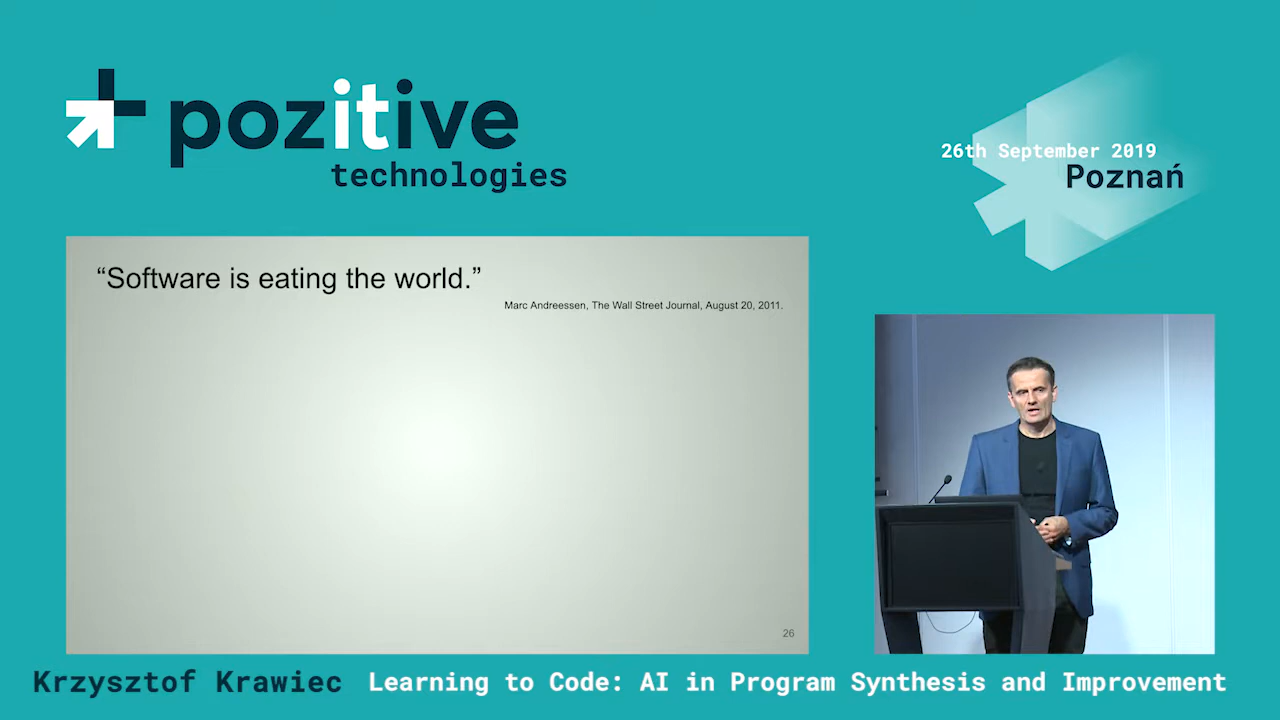 pozitive
technologies
26th September 2019
Poznań
“Software is eating the world.”
Marc Andreessen, The Wall Street Journal, August 20, 2011.
26
Krzysztof Krawiec Learning to Code: AI in Program Synthesis and Improvement